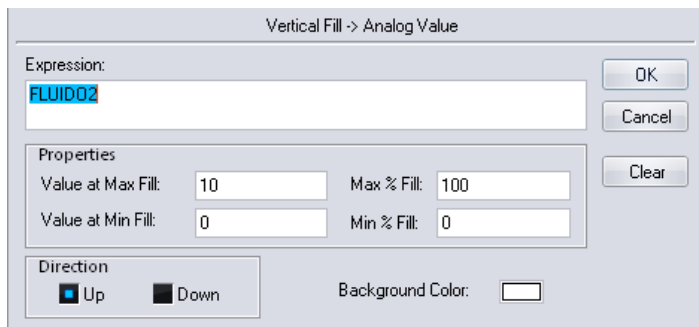 Vertical Fill -> Analog Value
Expression:
FLUIDO2
OK
Cancel
Clear
Properties
Value at Max Fill: 10 Max % Fill: 100
Value at Min Fill: 0 Min % Fill: 0
Direction
Up Down
Background Color: